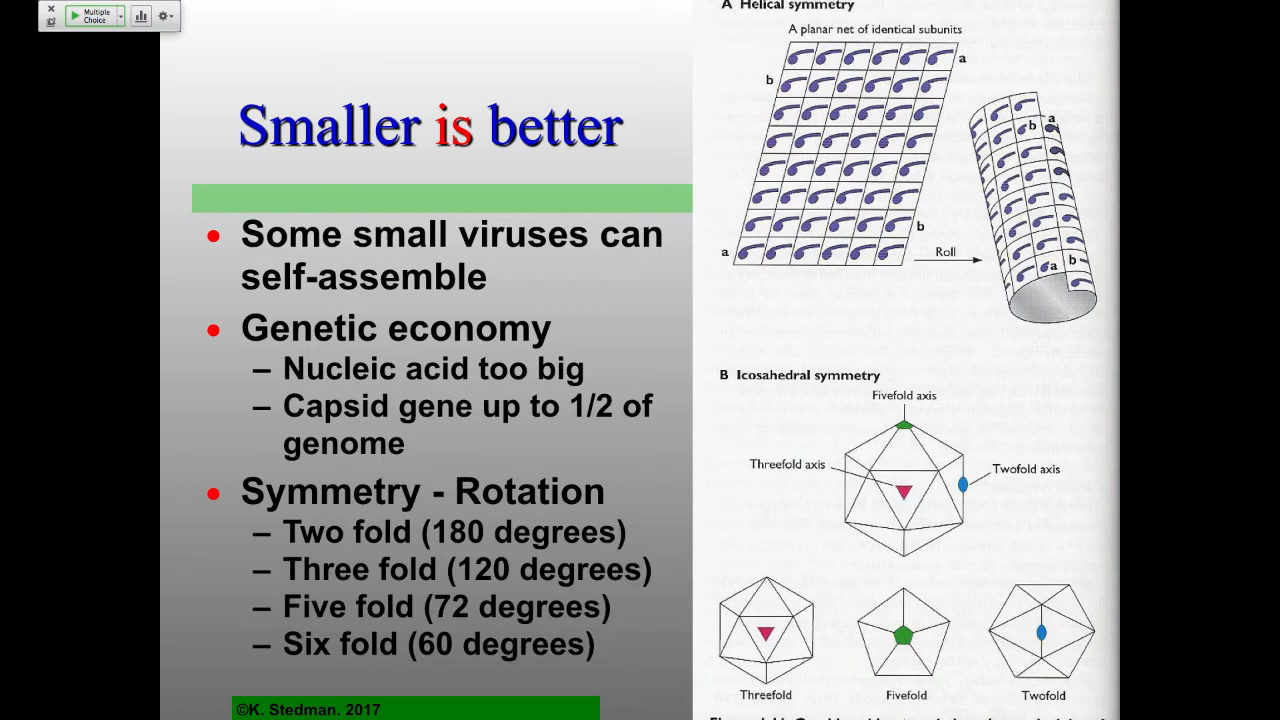 Multiple
Choice
Smaller is better
• Some small viruses can
self-assemble
• Genetic economy
– Nucleic acid too big
– Capsid gene up to 1/2 of
genome
• Symmetry - Rotation
– Two fold (180 degrees)
– Three fold (120 degrees)
– Five fold (72 degrees)
– Six fold (60 degrees)
©K. Stedman. 2017
A Helical symmetry
A planar net of identical subunits
a
b
a
b
b
a
Roll
a
b
B Icosahedral symmetry
Fivefold axis
Threefold axis
Twofold axis
Threefold
Fivefold
Twofold